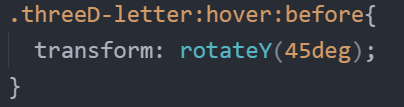 .threeD-letter:hover:before{
transform: rotateY(45deg);
}